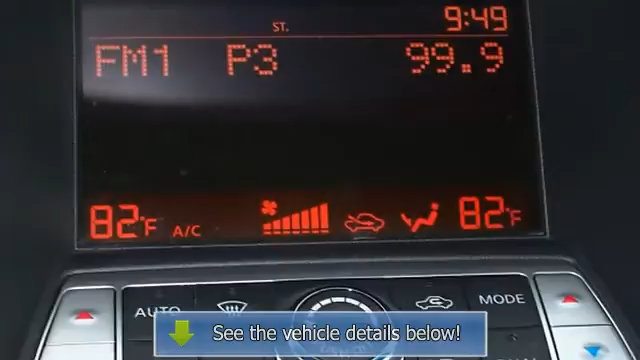 9:49
ST.
FM1 P3 99.9
82°F A/C 82°F
AUTO MODE
See the vehicle details below!